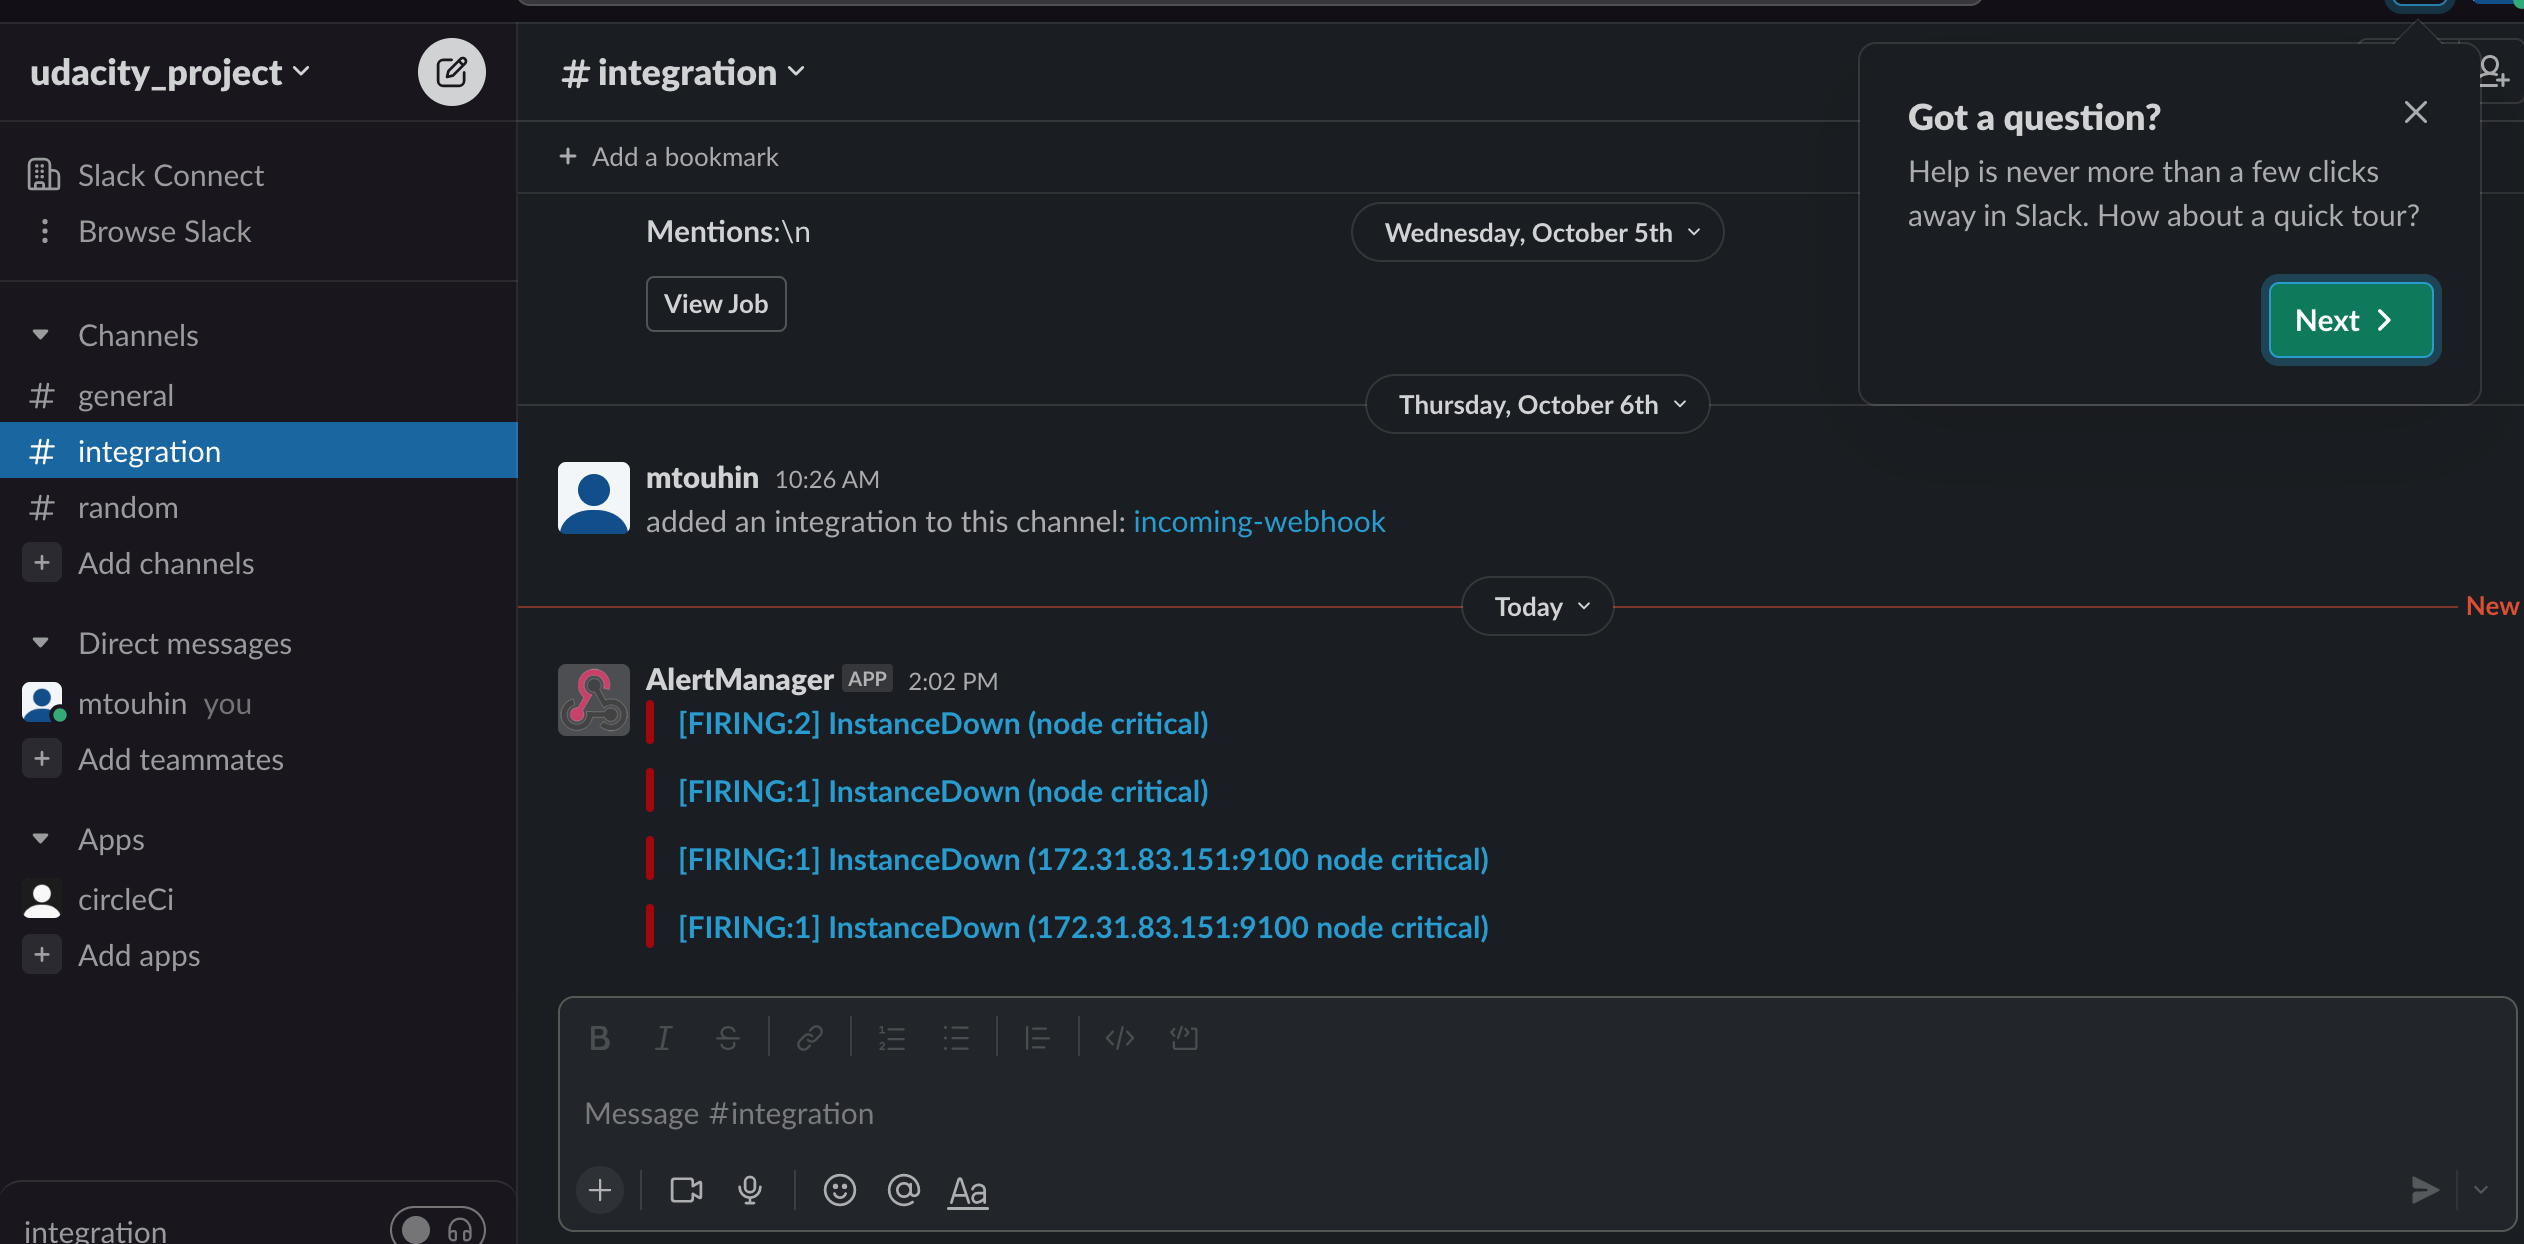 udacity_project
Slack Connect
Browse Slack
Channels
# general
# integration
# random
+ Add channels
Direct messages
mtouhin you
+ Add teammates
Apps
circleCi
+ Add apps
integration
# integration
+ Add a bookmark
Mentions:\n
Wednesday, October 5th
View Job
Thursday, October 6th
mtouhin 10:26 AM
added an integration to this channel: incoming-webhook
Today
New
AlertManager APP 2:02 PM
[FIRING:2] InstanceDown (node critical)
[FIRING:1] InstanceDown (node critical)
[FIRING:1] InstanceDown (172.31.83.151:9100 node critical)
[FIRING:1] InstanceDown (172.31.83.151:9100 node critical)
Message #integration
Aa
Got a question?
Help is never more than a few clicks
away in Slack. How about a quick tour?
Next